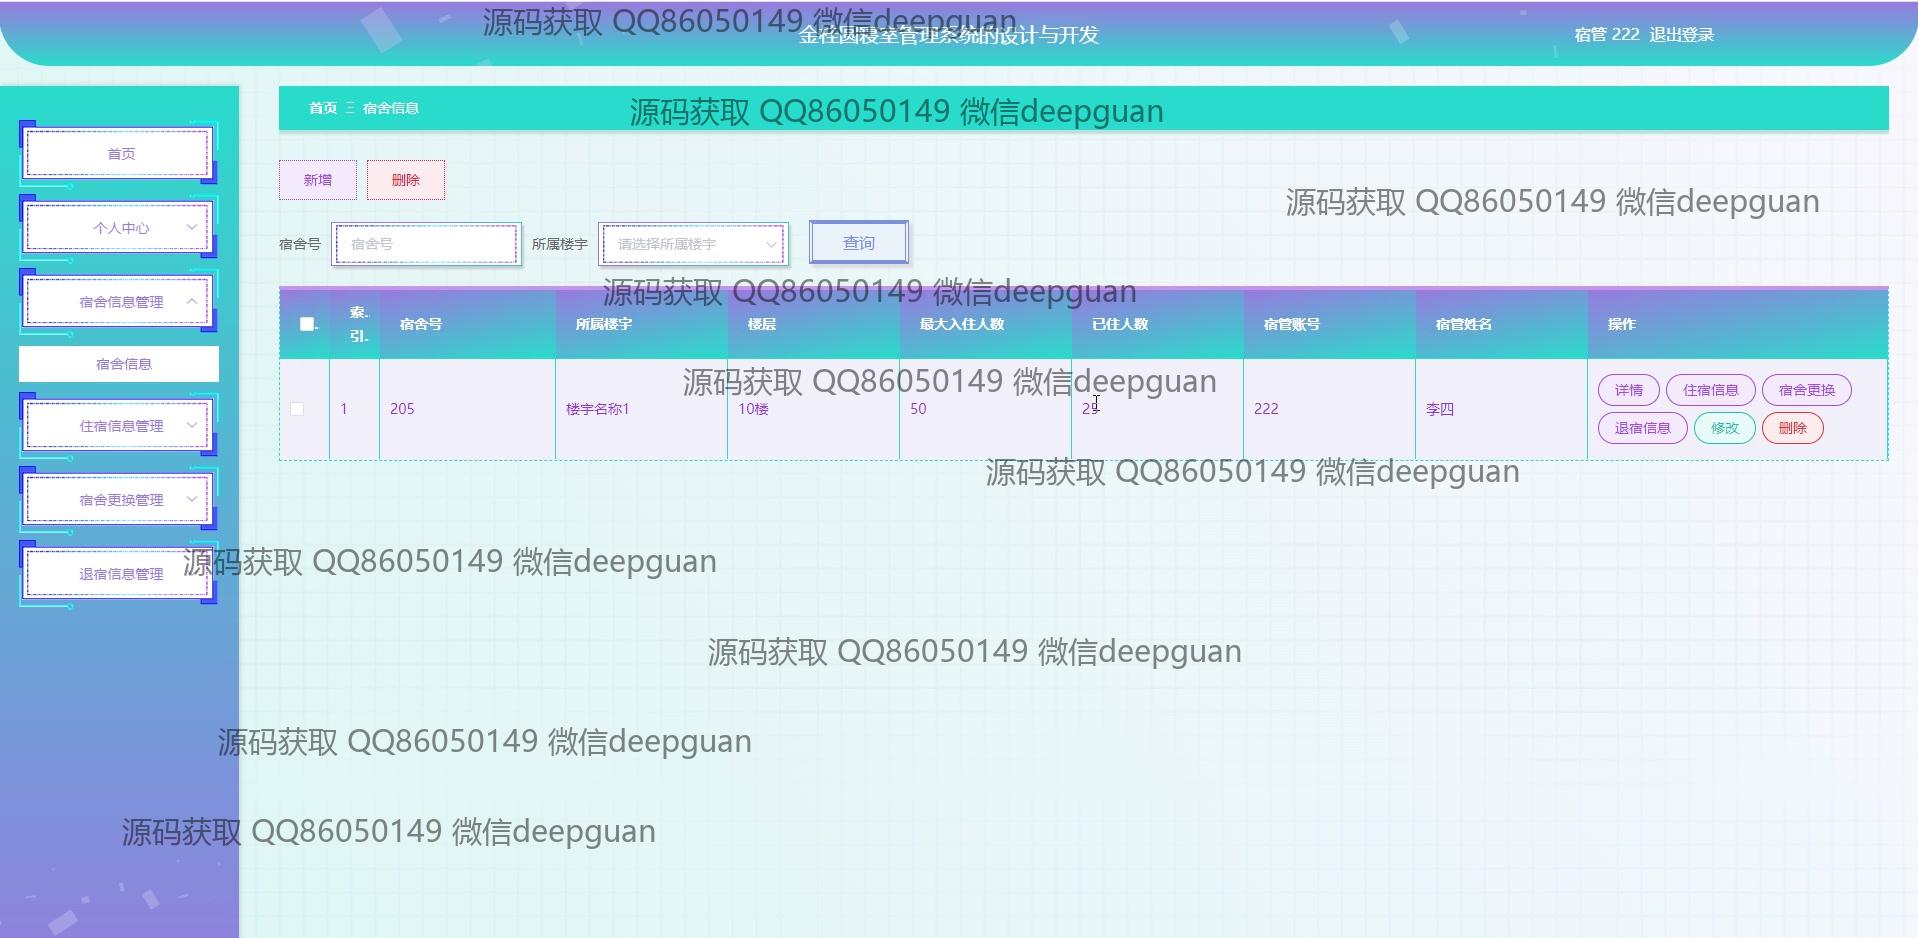 源码获取 QQ86050149 微信deepguan
金桂圆寝室管理系统的设计与开发
宿管 222 退出登录
首页 Ξ 宿舍信息
源码获取 QQ86050149 微信deepguan
首页
新增 删除
源码获取 QQ86050149 微信deepguan
个人中心
宿舍号 宿舍号 所属楼宇 请选择所属楼宇 查询
源码获取 QQ86050149 微信deepguan
宿舍信息管理
索.. 引. 宿舍号 所属楼宇 楼层 最大入住人数 已住人数 宿管账号 宿管姓名 操作
宿舍信息
源码获取 QQ86050149 微信deepguan
1 205 楼宇名称1 10楼 50 25 222 李四
详情 住宿信息 宿舍更换
退宿信息 修改 删除
住宿信息管理
源码获取 QQ86050149 微信deepguan
宿舍更换管理
退宿信息管理
源码获取 QQ86050149 微信deepguan
源码获取 QQ86050149 微信deepguan
源码获取 QQ86050149 微信deepguan
源码获取 QQ86050149 微信deepguan